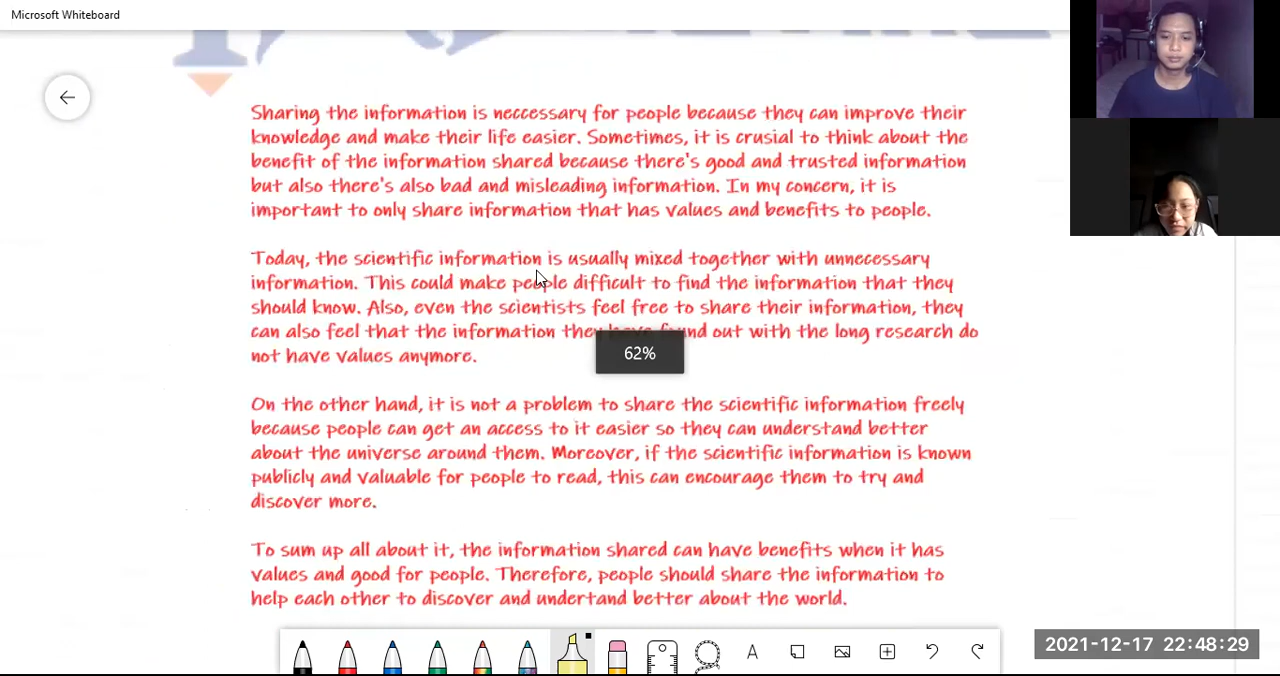 Microsoft Whiteboard
Sharing the information is neccessary for people because they can improve their
knowledge and make their life easier. Sometimes, it is crusial to think about the
benefit of the information shared because there's good and trusted information
but also there's also bad and misleading information. In my concern, it is
important to only share information that has values and benefits to people.
Today, the scientific information is usually mixed together with unnecessary
information. This could make people difficult to find the information that they
should know. Also, even the scientists feel free to share their information, they
can also feel that the information they have found out with the long research do
not have values anymore.
62%
On the other hand, it is not a problem to share the scientific information freely
because people can get an access to it easier so they can understand better
about the universe around them. Moreover, if the scientific information is known
publicly and valuable for people to read, this can encourage them to try and
discover more.
To sum up all about it, the information shared can have benefits when it has
values and good for people. Therefore, people should share the information to
help each other to discover and undertand better about the world.
2021-12-17 22:48:29